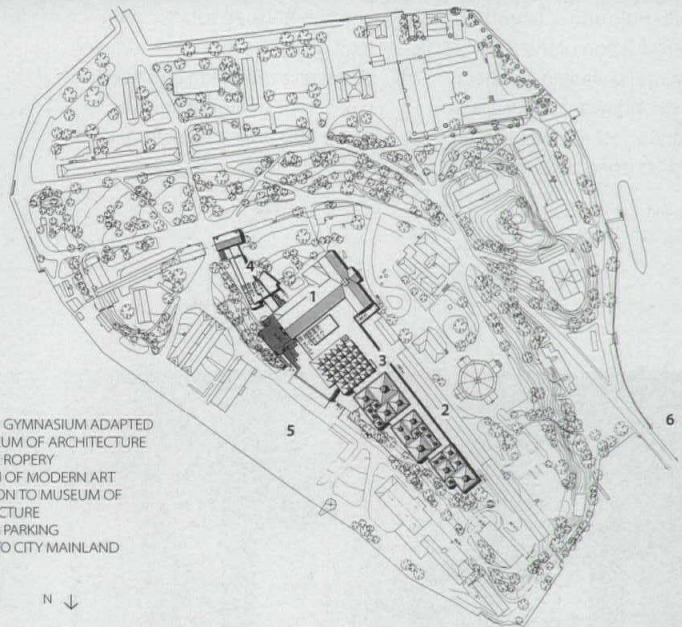 4
1
3
2
5
6
GYMNASIUM ADAPTED
UM OF ARCHITECTURE
ROPERY
OF MODERN ART
ON TO MUSEUM OF
CTURE
PARKING
O CITY MAINLAND
N ↓